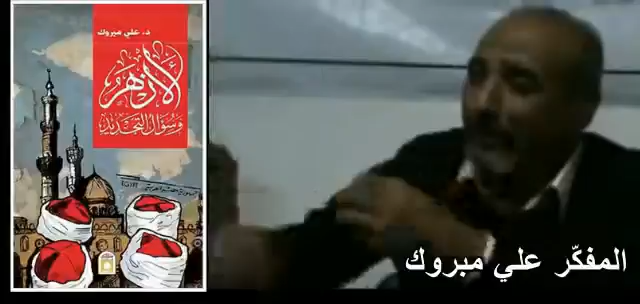 د. علي مبروك
الأزهر
وسؤال التجديد
المفكّر علي مبروك